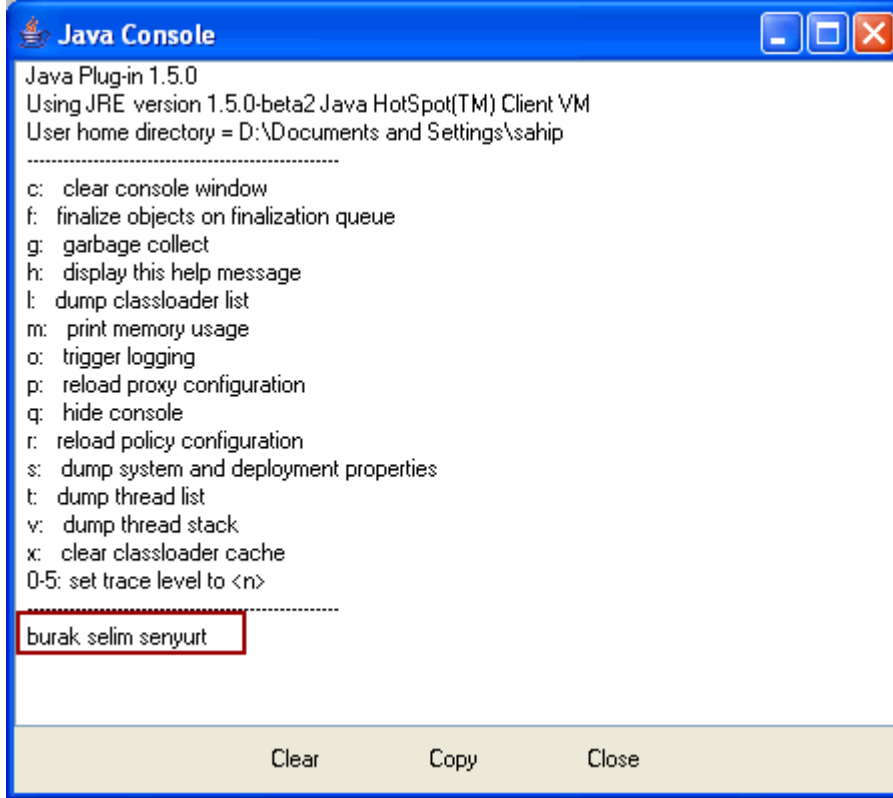 Java Console
Java Plug-in 1.5.0
Using JRE version 1.5.0-beta2 Java HotSpot(TM) Client VM
User home directory = D:\Documents and Settings\sahip
----------------------------------------------------
c: clear console window
f: finalize objects on finalization queue
g: garbage collect
h: display this help message
l: dump classloader list
m: print memory usage
o: trigger logging
p: reload proxy configuration
q: hide console
r: reload policy configuration
s: dump system and deployment properties
t: dump thread list
v: dump thread stack
x: clear classloader cache
0-5: set trace level to <n>
----------------------------------------------------
burak selim senyurt
Clear Copy Close